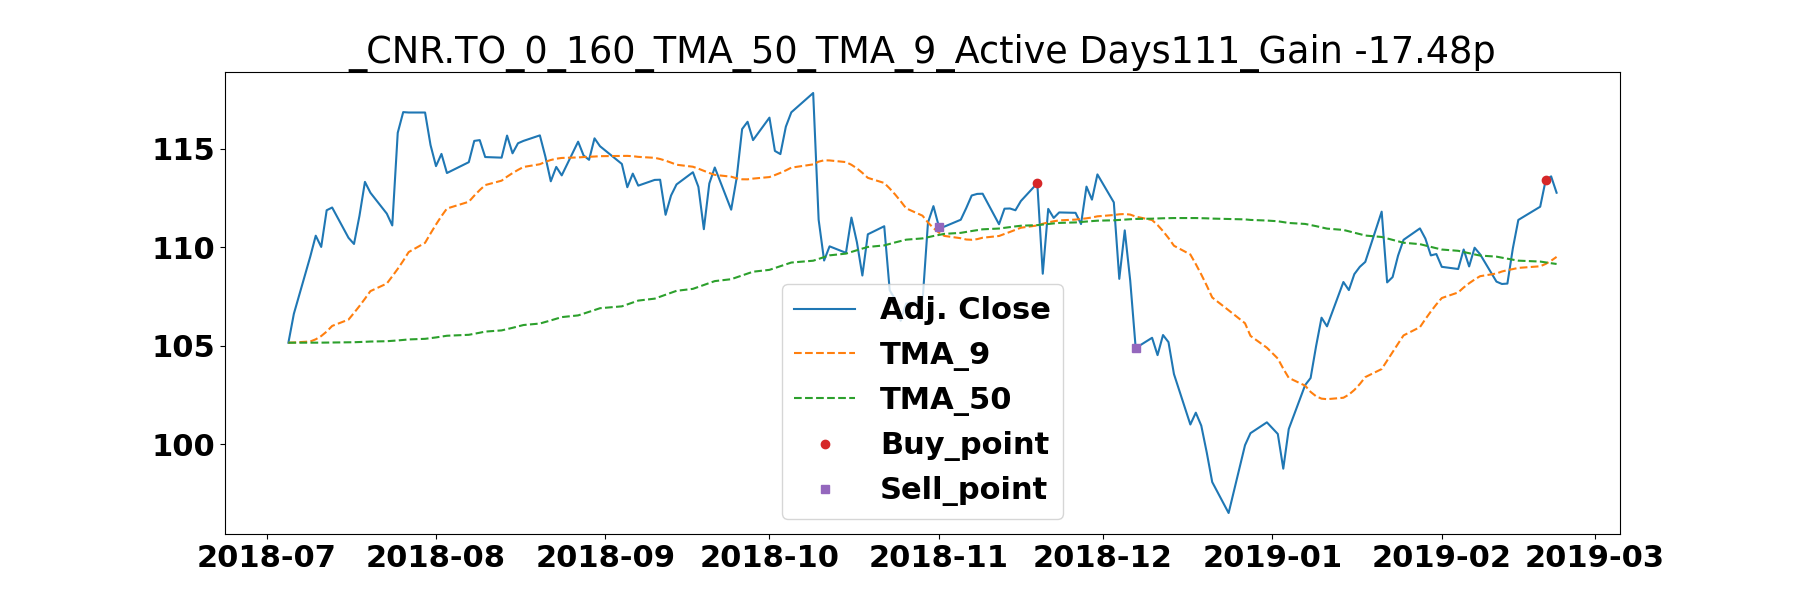 _CNR.TO_0_160_TMA_50_TMA_9_Active Days111_Gain -17.48p
115
110
105
100
Adj. Close
TMA_9
TMA_50
Buy_point
Sell_point
2018-07 2018-08 2018-09 2018-10 2018-11 2018-12 2019-01 2019-02 2019-03